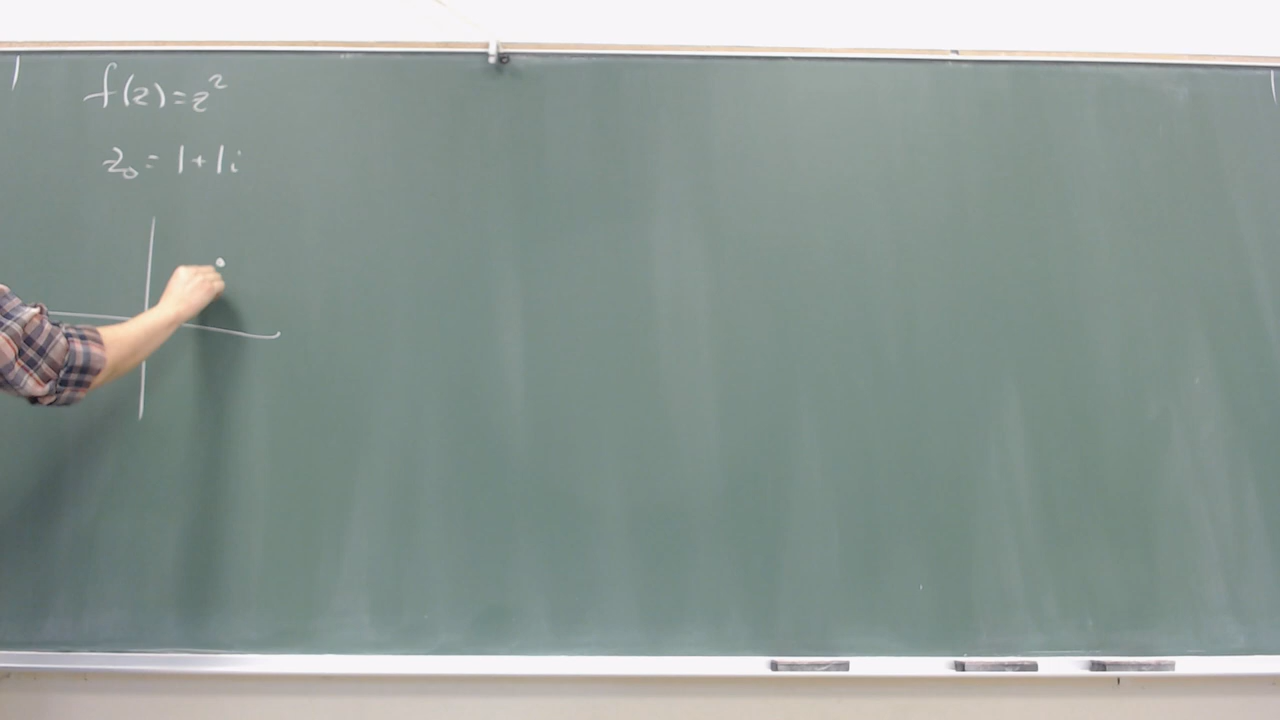 f(z)=z²
z₀= 1+1i